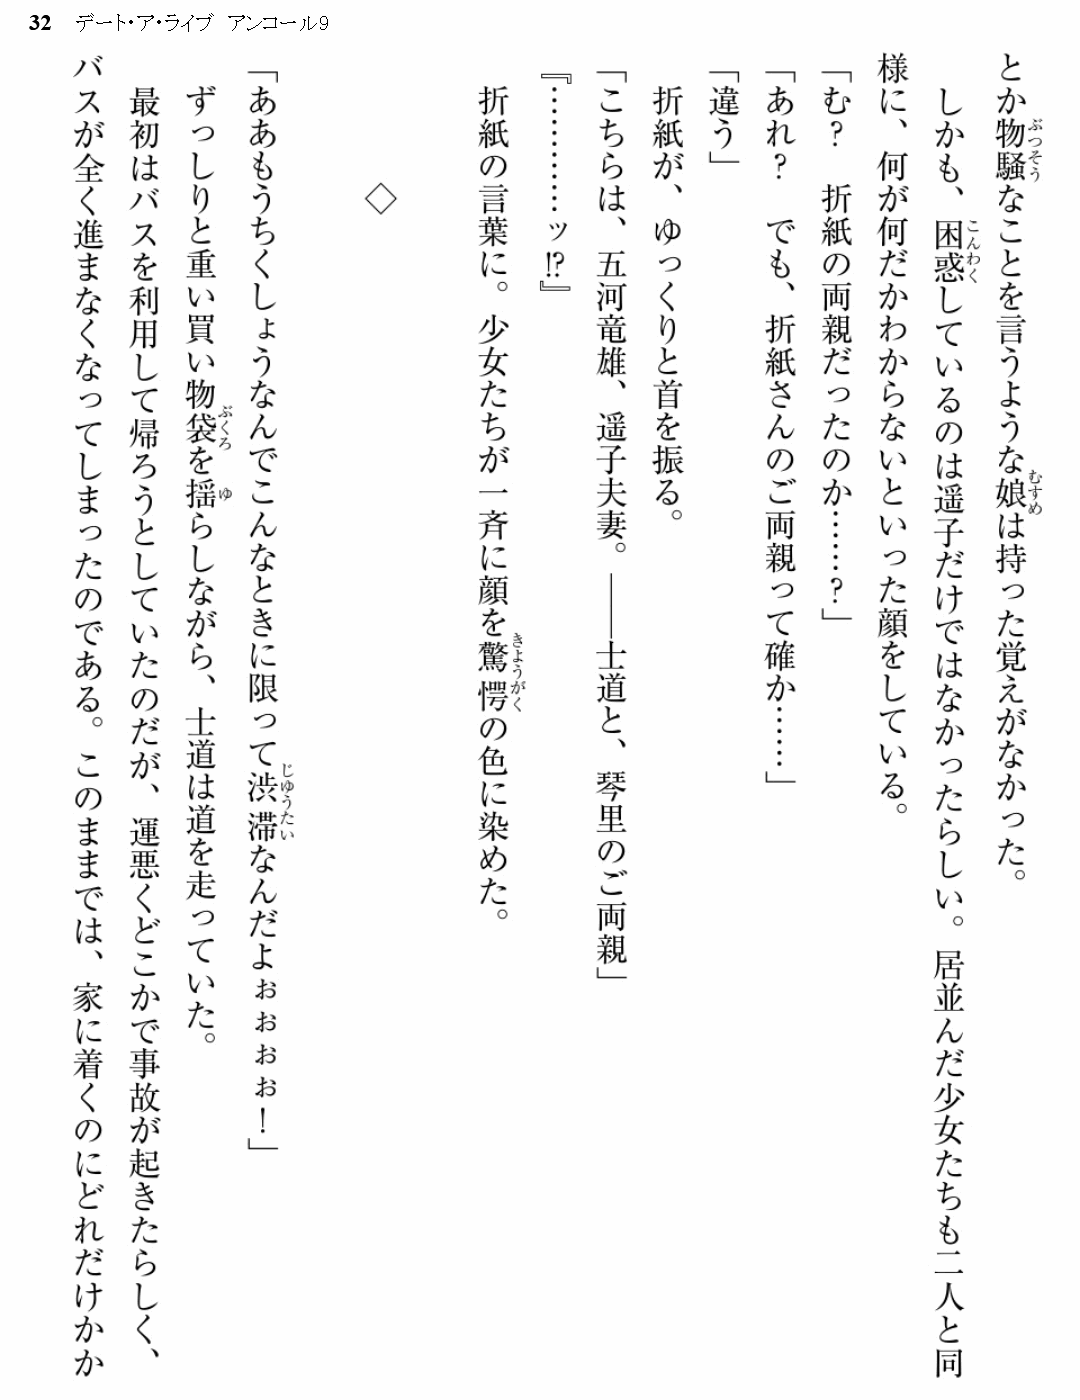 32 デート・ア・ライブ アンコール9
とか物騒なことを言うような娘は持った覚えがなかった。
しかも、困惑しているのは遥子だけではなかったらしい。居並んだ少女たちも二人と同
様に、何が何だかわからないといった顔をしている。
「む? 折紙の両親だったのか……?」
「あれ? でも、折紙さんのご両親って確か……」
「違う」
折紙が、ゆっくりと首を振る。
「こちらは、五河竜雄、遥子夫妻。――士道と、琴里のご両親」
『…………ッ!?』
折紙の言葉に。少女たちが一斉に顔を驚愕の色に染めた。
◇
「ああもうちくしょうなんでこんなときに限って渋滞なんだよぉぉぉぉ!」
ずっしりと重い買い物袋を揺らしながら、士道は道を走っていた。
最初はバスを利用して帰ろうとしていたのだが、運悪くどこかで事故が起きたらしく、
バスが全く進まなくなってしまったのである。このままでは、家に着くのにどれだけかか